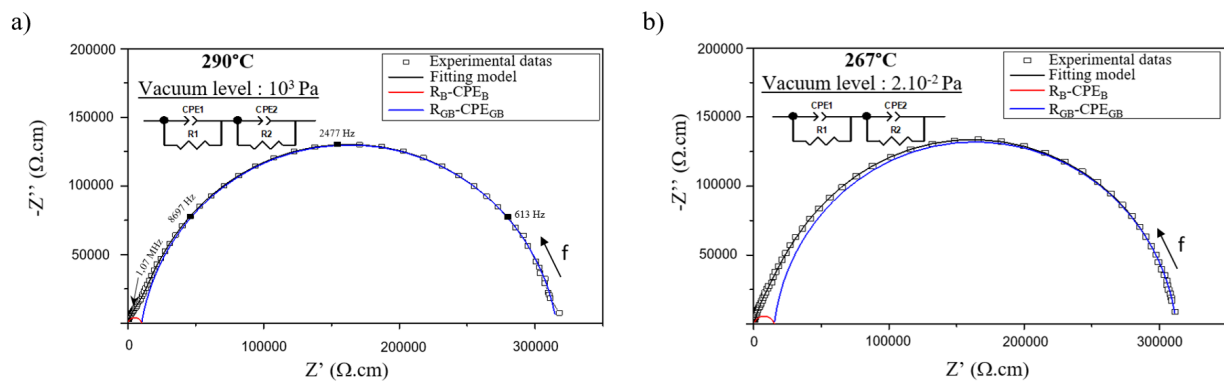 a)
290°C
Vacuum level : 10³ Pa
CPE1
CPE2
R1
R2
Experimental datas
Fitting model
R_B-CPE_B
R_GB-CPE_GB
2477 Hz
8697 Hz
1,07 MHz
613 Hz
f
200000
150000
100000
50000
0
100000
200000
300000
-Z’’ (Ω.cm)
Z’ (Ω.cm)
b)
267°C
Vacuum level : 2.10⁻² Pa
CPE1
CPE2
R1
R2
Experimental datas
Fitting model
R_B-CPE_B
R_GB-CPE_GB
f
200000
150000
100000
50000
0
100000
200000
300000
-Z’’ (Ω.cm)
Z’ (Ω.cm)